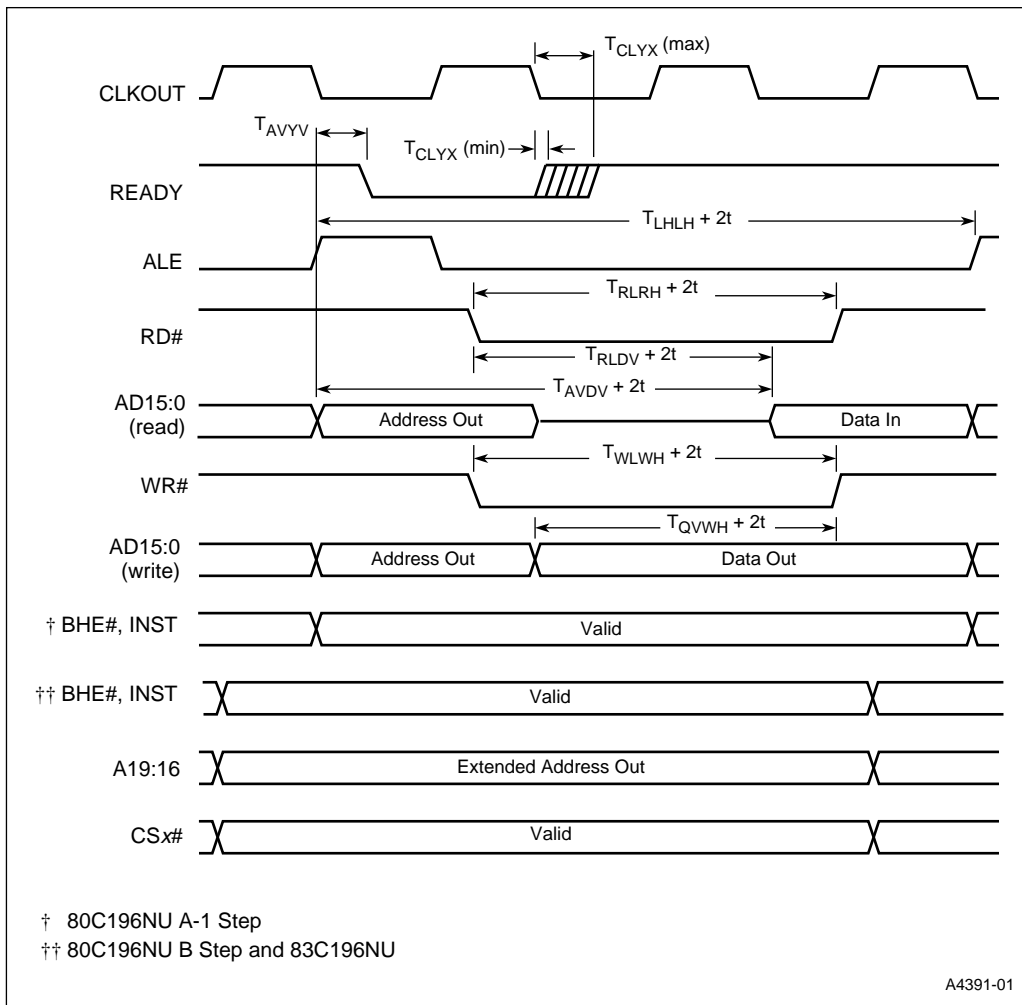 T_CLYX (max)
CLKOUT
T_AVYV
T_CLYX (min)
READY
T_LHLH + 2t
ALE
T_RLRH + 2t
RD#
T_RLDV + 2t
T_AVDV + 2t
AD15:0
(read)
Address Out
Data In
T_WLWH + 2t
WR#
T_QVWH + 2t
AD15:0
(write)
Address Out
Data Out
† BHE#, INST
Valid
†† BHE#, INST
Valid
A19:16
Extended Address Out
CSx#
Valid
† 80C196NU A-1 Step
†† 80C196NU B Step and 83C196NU
A4391-01